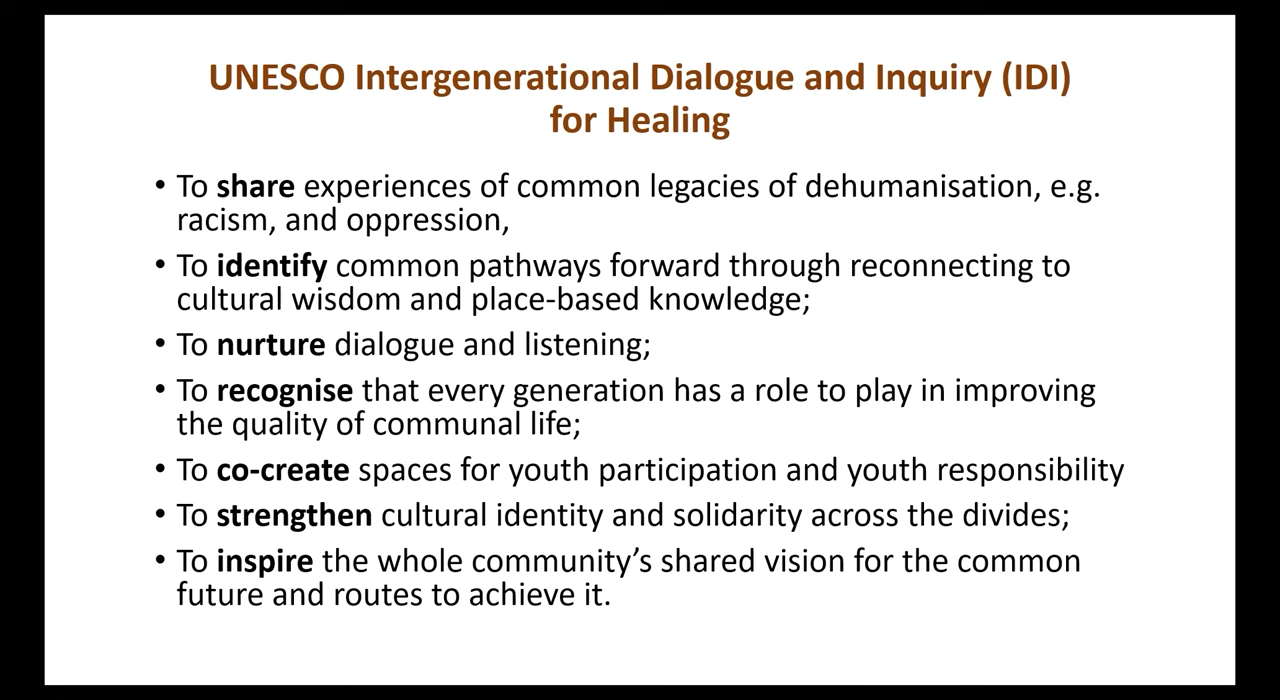 UNESCO Intergenerational Dialogue and Inquiry (IDI)
for Healing
• To share experiences of common legacies of dehumanisation, e.g.
racism, and oppression,
• To identify common pathways forward through reconnecting to
cultural wisdom and place-based knowledge;
• To nurture dialogue and listening;
• To recognise that every generation has a role to play in improving
the quality of communal life;
• To co-create spaces for youth participation and youth responsibility
• To strengthen cultural identity and solidarity across the divides;
• To inspire the whole community’s shared vision for the common
future and routes to achieve it.